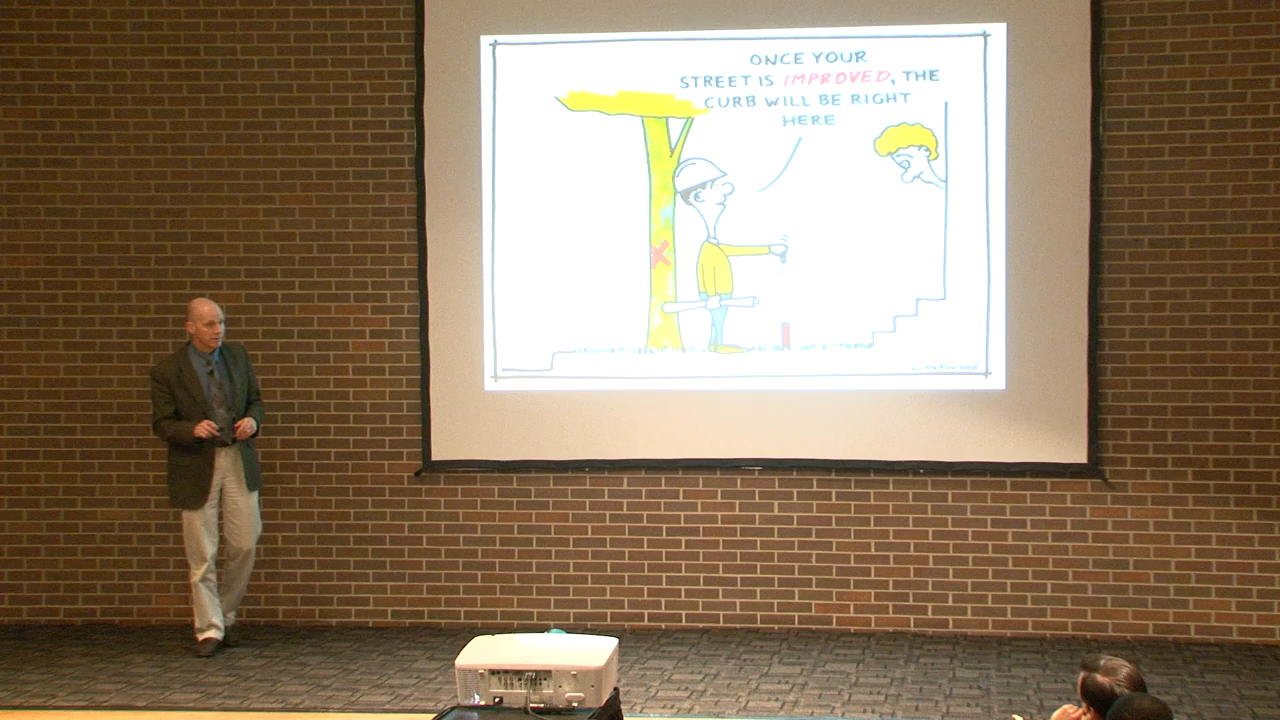 ONCE YOUR
STREET IS IMPROVED, THE
CURB WILL BE RIGHT
HERE